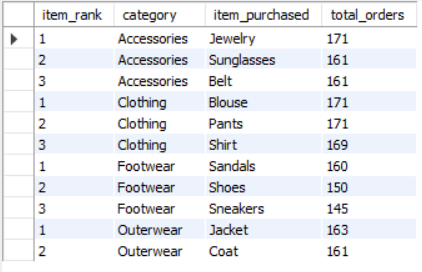 item_rank category item_purchased total_orders
1 Accessories Jewelry 171
2 Accessories Sunglasses 161
3 Accessories Belt 161
1 Clothing Blouse 171
2 Clothing Pants 171
3 Clothing Shirt 169
1 Footwear Sandals 160
2 Footwear Shoes 150
3 Footwear Sneakers 145
1 Outerwear Jacket 163
2 Outerwear Coat 161